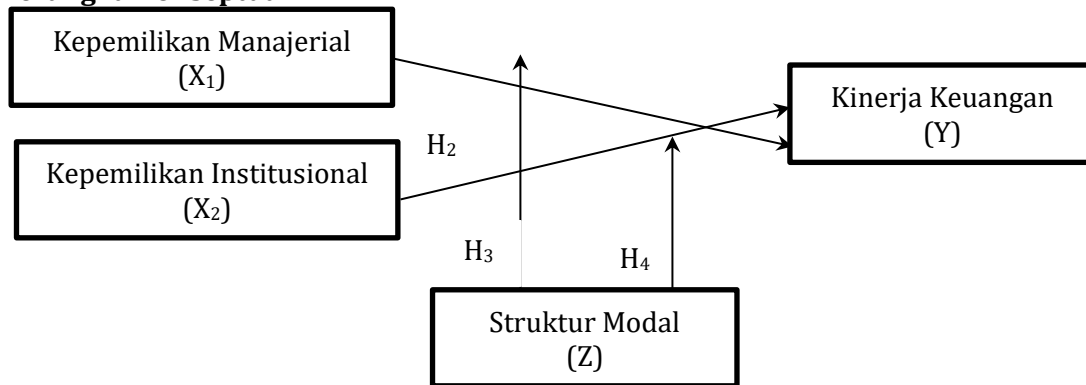 Kepemilikan Manajerial
(X₁)
Kinerja Keuangan
(Y)
H₂
Kepemilikan Institusional
(X₂)
H₃
H₄
Struktur Modal
(Z)